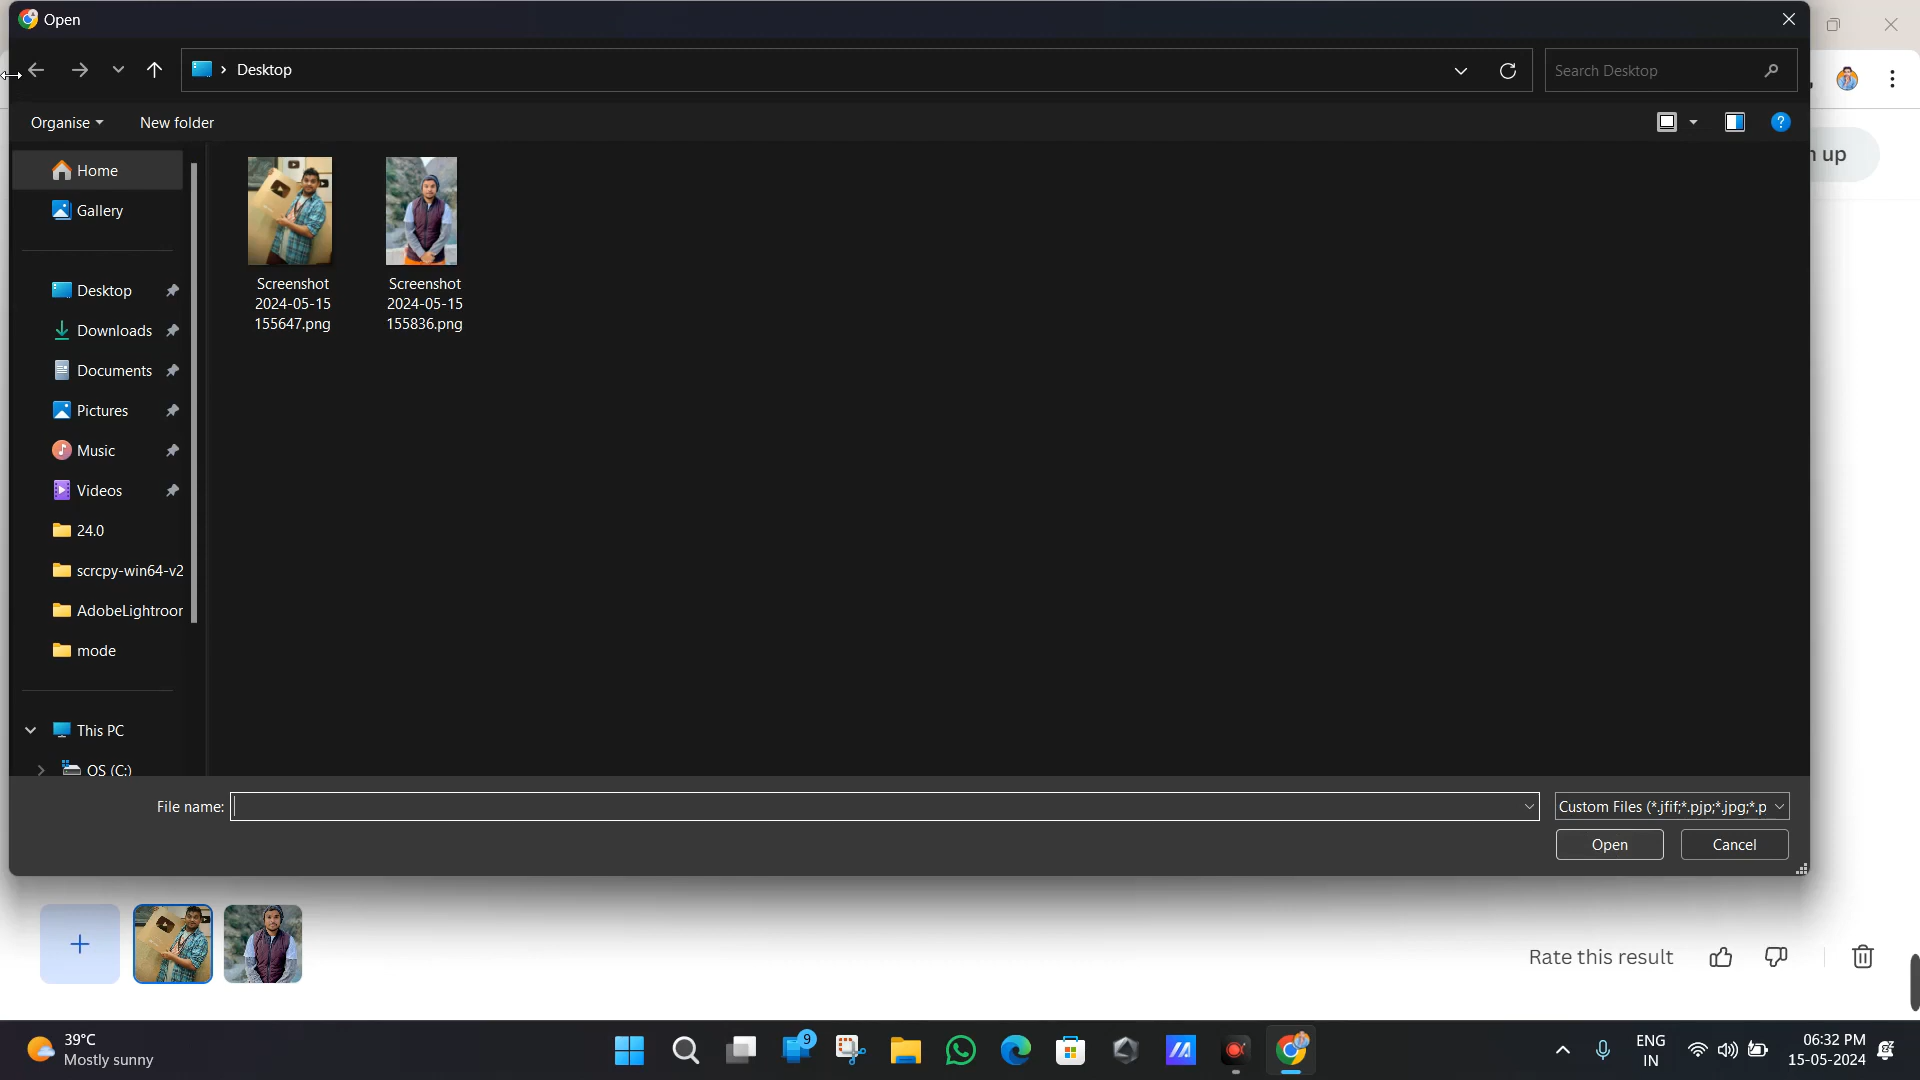 Open
Desktop
Search Desktop
Organise
New folder
n up
Home
Gallery
Desktop
Downloads
Documents
Pictures
Music
Videos
24.0
scrcpy-win64-v2
AdobeLightroor
mode
This PC
OS (C:)
Screenshot
2024-05-15
155647.png
Screenshot
2024-05-15
155836.png
File name:
Custom Files (*.jfif;*.pjp;*.jpg;*.p
Open
Cancel
Rate this result
39°C
Mostly sunny
9
ENG
IN
06:32 PM
15-05-2024